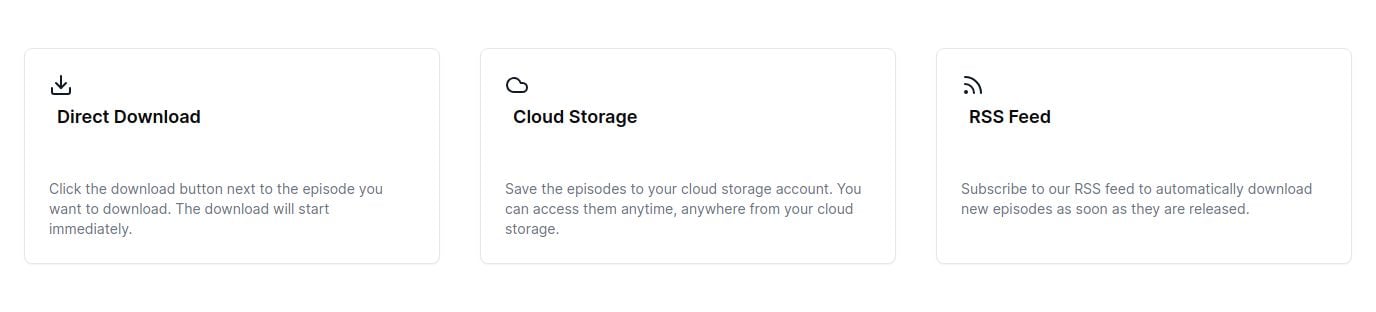 Direct Download
Click the download button next to the episode you
want to download. The download will start
immediately.
Cloud Storage
Save the episodes to your cloud storage account. You
can access them anytime, anywhere from your cloud
storage.
RSS Feed
Subscribe to our RSS feed to automatically download
new episodes as soon as they are released.